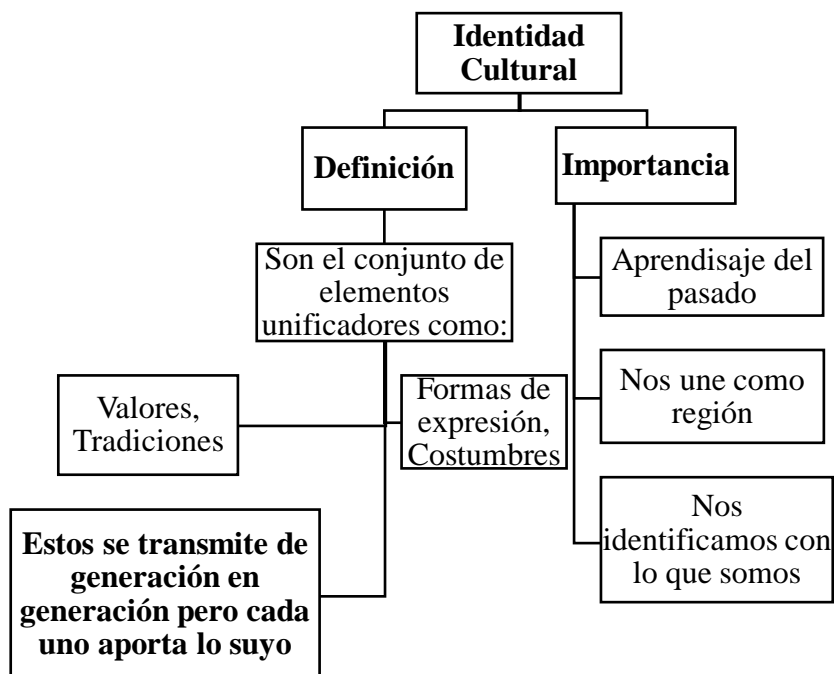 Identidad
Cultural
Definición
Importancia
Son el conjunto de
elementos
unificadores como:
Valores,
Tradiciones
Formas de
expresión,
Costumbres
Estos se transmite de
generación en
generación pero cada
uno aporta lo suyo
Aprendisaje del
pasado
Nos une como
región
Nos
identificamos con
lo que somos